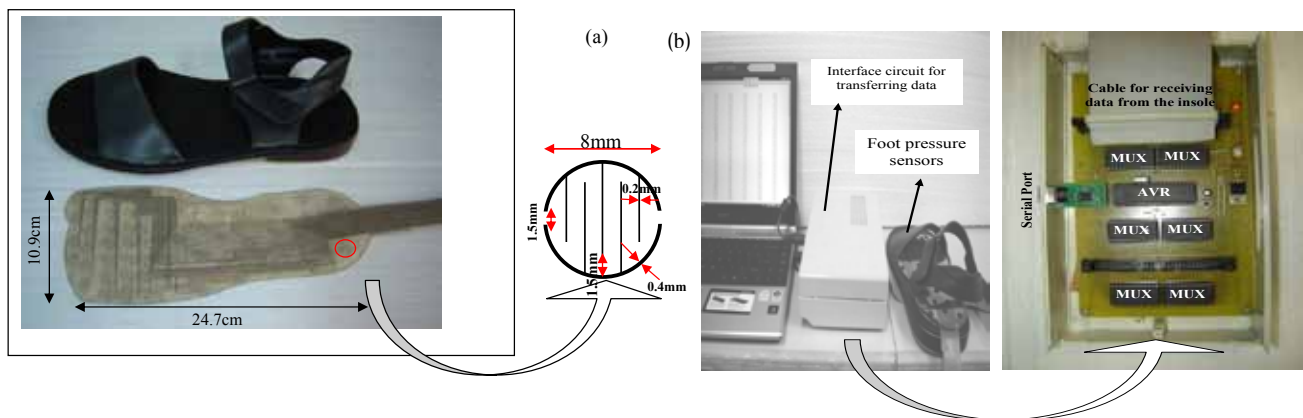 (a)
10.9cm
24.7cm
8mm
0.2mm
1.5mm
1.5mm
0.4mm
(b)
Interface circuit for
transferring data
Foot pressure
sensors
Cable for receiving
data from the insole
MUX MUX
AVR
Serial Port
MUX MUX
MUX MUX